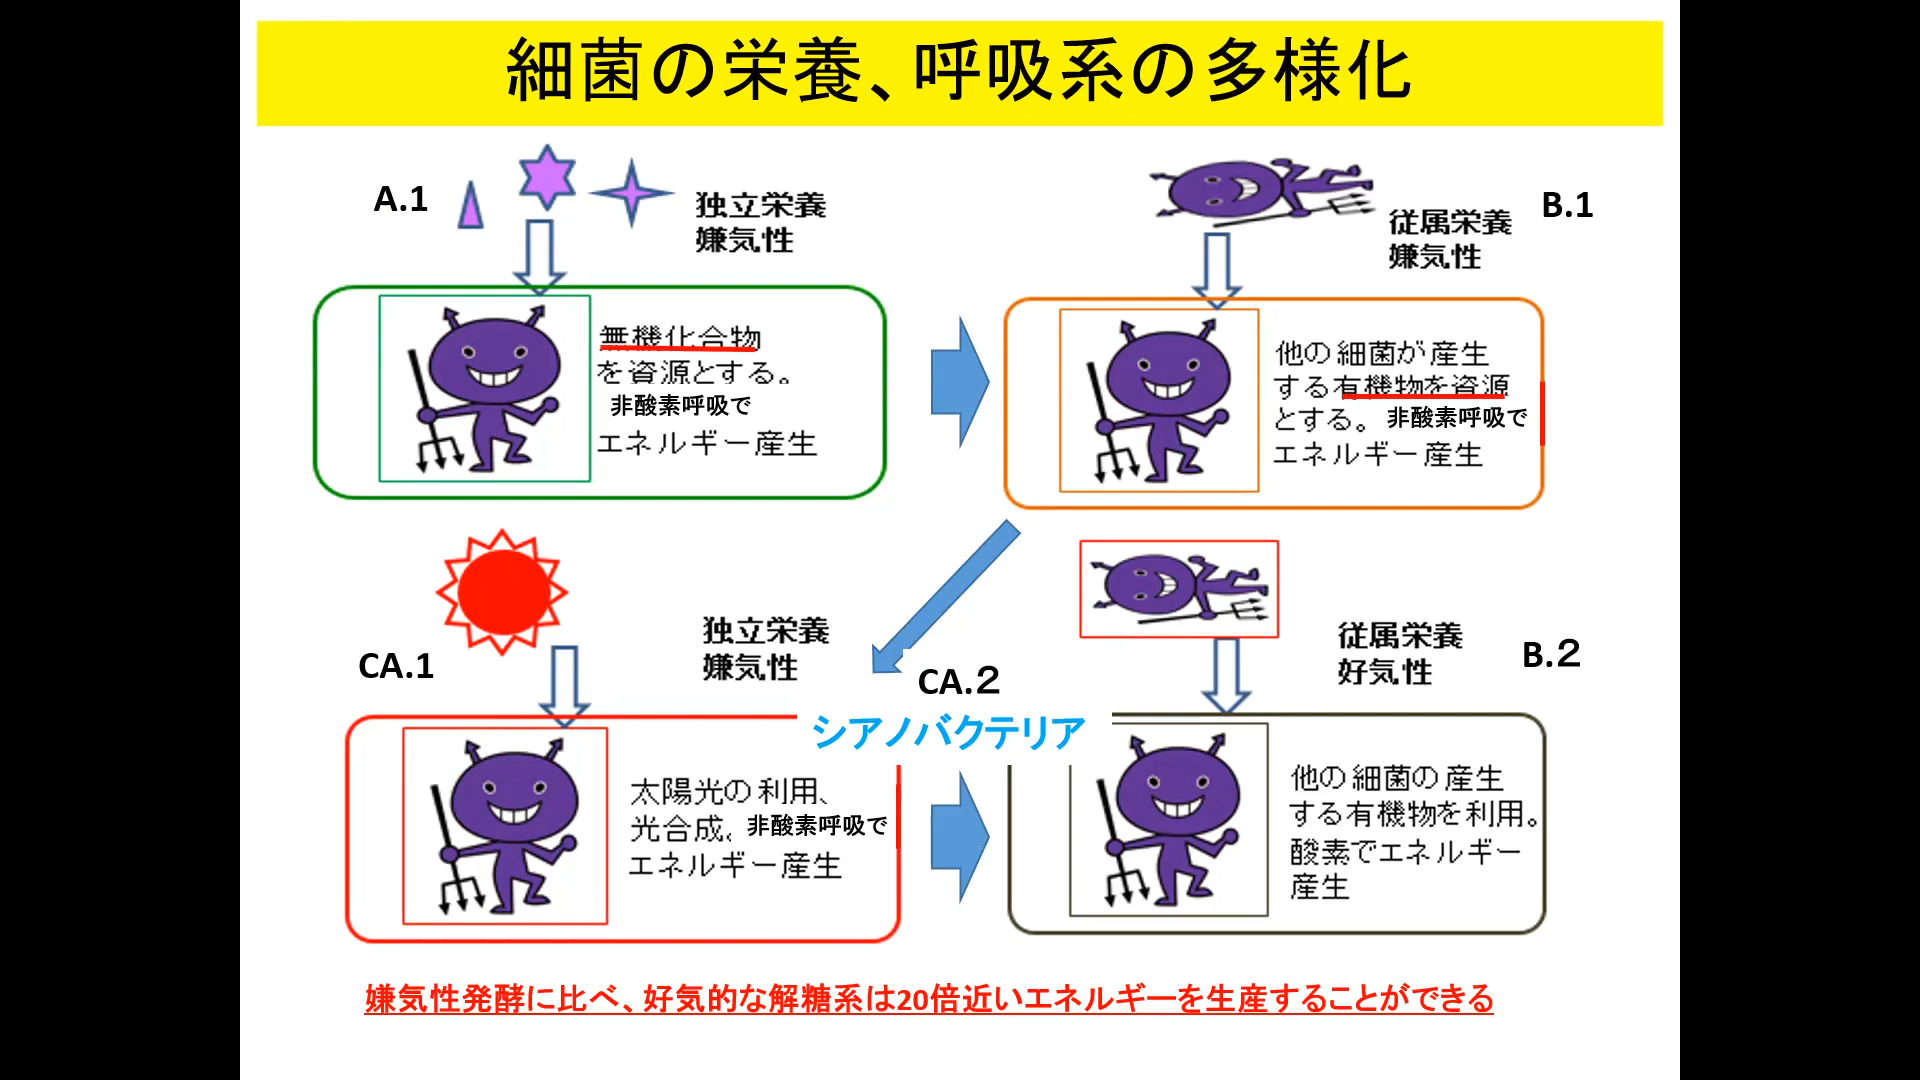 細菌の栄養、呼吸系の多様化
A.1
独立栄養
嫌気性
無機化合物
を資源とする。
非酸素呼吸で
エネルギー産生
B.1
従属栄養
嫌気性
他の細菌が産生
する有機物を資源
とする。 非酸素呼吸で
エネルギー産生
CA.1
独立栄養
嫌気性
太陽光の利用、
光合成。非酸素呼吸で
エネルギー産生
CA.2
シアノバクテリア
従属栄養
好気性
B.2
他の細菌の産生
する有機物を利用。
酸素でエネルギー
産生
嫌気性発酵に比べ、好気的な解糖系は20倍近いエネルギーを生産することができる